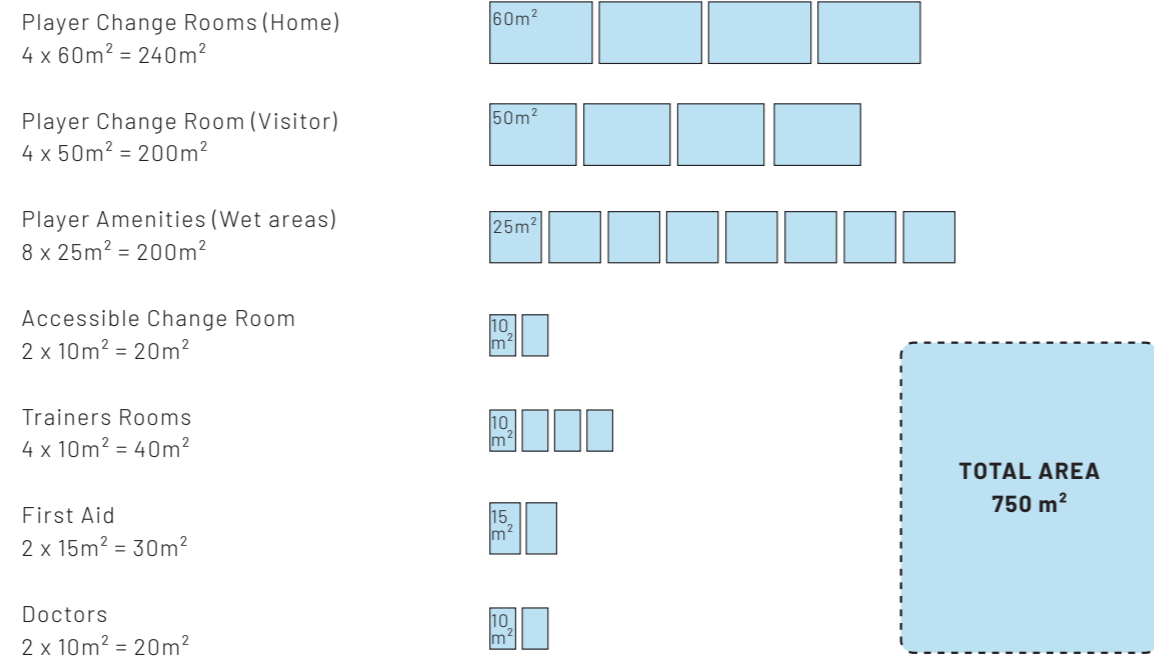 Player Change Rooms (Home)
4 x 60m² = 240m²
60m²
Player Change Room (Visitor)
4 x 50m² = 200m²
50m²
Player Amenities (Wet areas)
8 x 25m² = 200m²
25m²
Accessible Change Room
2 x 10m² = 20m²
10
m²
Trainers Rooms
4 x 10m² = 40m²
10
m²
First Aid
2 x 15m² = 30m²
15
m²
Doctors
2 x 10m² = 20m²
10
m²
TOTAL AREA
750 m²